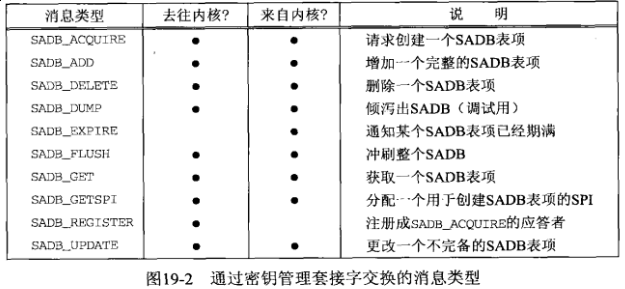 消息类型 去往内核? 来自内核? 说 明
SADB_ACQUIRE ● ● 请求创建一个SADB表项
SADB_ADD ● ● 增加一个完整的SADB表项
SADB_DELETE ● ● 删除一个SADB表项
SADB_DUMP ● ● 倾泻出SADB(调试用)
SADB_EXPIRE ● 通知某个SADB表项已经期满
SADB_FLUSH ● ● 冲刷整个SADB
SADB_GET ● ● 获取一个SADB表项
SADB_GETSPI ● ● 分配一个用于创建SADB表项的SPI
SADB_REGISTER ● 注册成SADB_ACQUIRE的应答者
SADB_UPDATE ● ● 更改一个不完备的SADB表项
图19-2 通过密钥管理套接字交换的消息类型